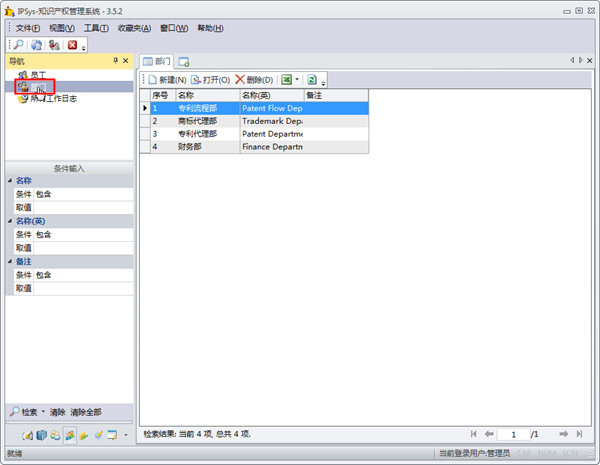 IPSys-知识产权管理系统 - 3.5.2
文件(F) 视图(V) 工具(T) 收藏夹(A) 窗口(W) 帮助(H)
导航
员工
工作日志
条件输入
名称
条件 包含
取值
名称(英)
条件 包含
取值
备注
条件 包含
取值
检索 清除 清除全部
部门
新建(N) 打开(O) 删除(D)
序号 名称 名称(英) 备注
1 专利流程部 Patent Flow Dep
2 商标代理部 Trademark Dep
3 专利代理部 Patent Departme
4 财务部 Finance Departn
检索结果: 当前 4 项, 总共 4 项.
1 /1
就绪
当前登录用户:管理员 CAP NUM SCRL